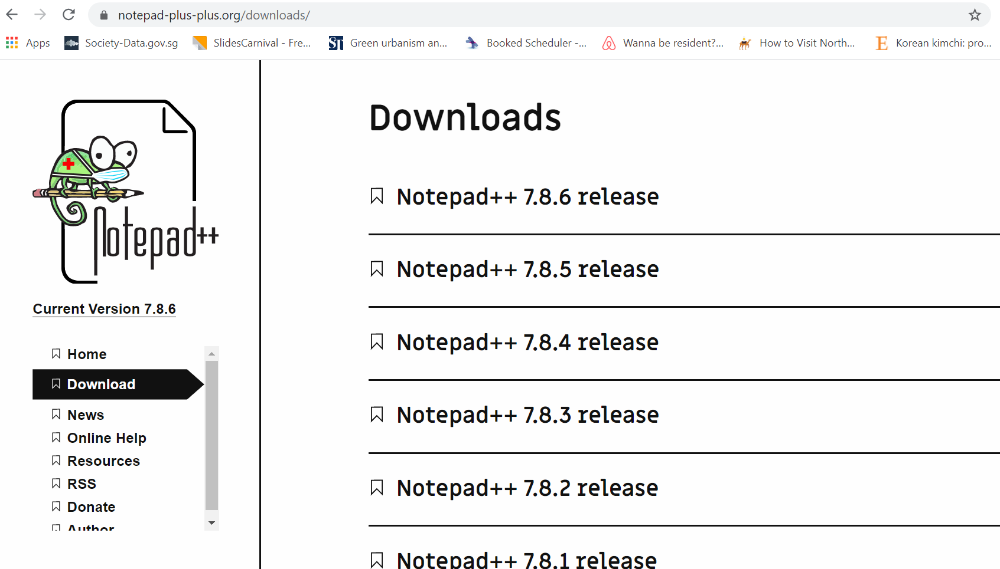 notepad-plus-plus.org/downloads/
Apps
Society-Data.gov.sg
SlidesCarnival - Fre...
ST
Green urbanism an...
Booked Scheduler -...
Wanna be resident?...
How to Visit North...
E
Korean kimchi: pro...
Notepad++
Current Version 7.8.6
Home
Download
News
Online Help
Resources
RSS
Donate
Author
Downloads
Notepad++ 7.8.6 release
Notepad++ 7.8.5 release
Notepad++ 7.8.4 release
Notepad++ 7.8.3 release
Notepad++ 7.8.2 release
Notepad++ 7.8.1 release